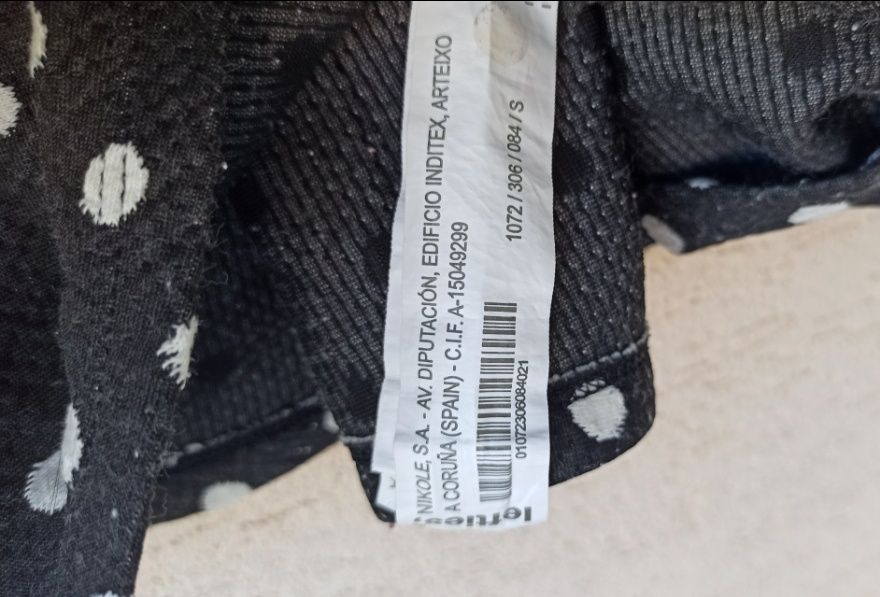 NIKOLE, S.A. - AV. DIPUTACIÓN, EDIFICIO INDITEX, ARTEIXO
A CORUÑA (SPAIN) - C.I.F. A-15049299
1072 / 306 / 084 / S
01072306084021